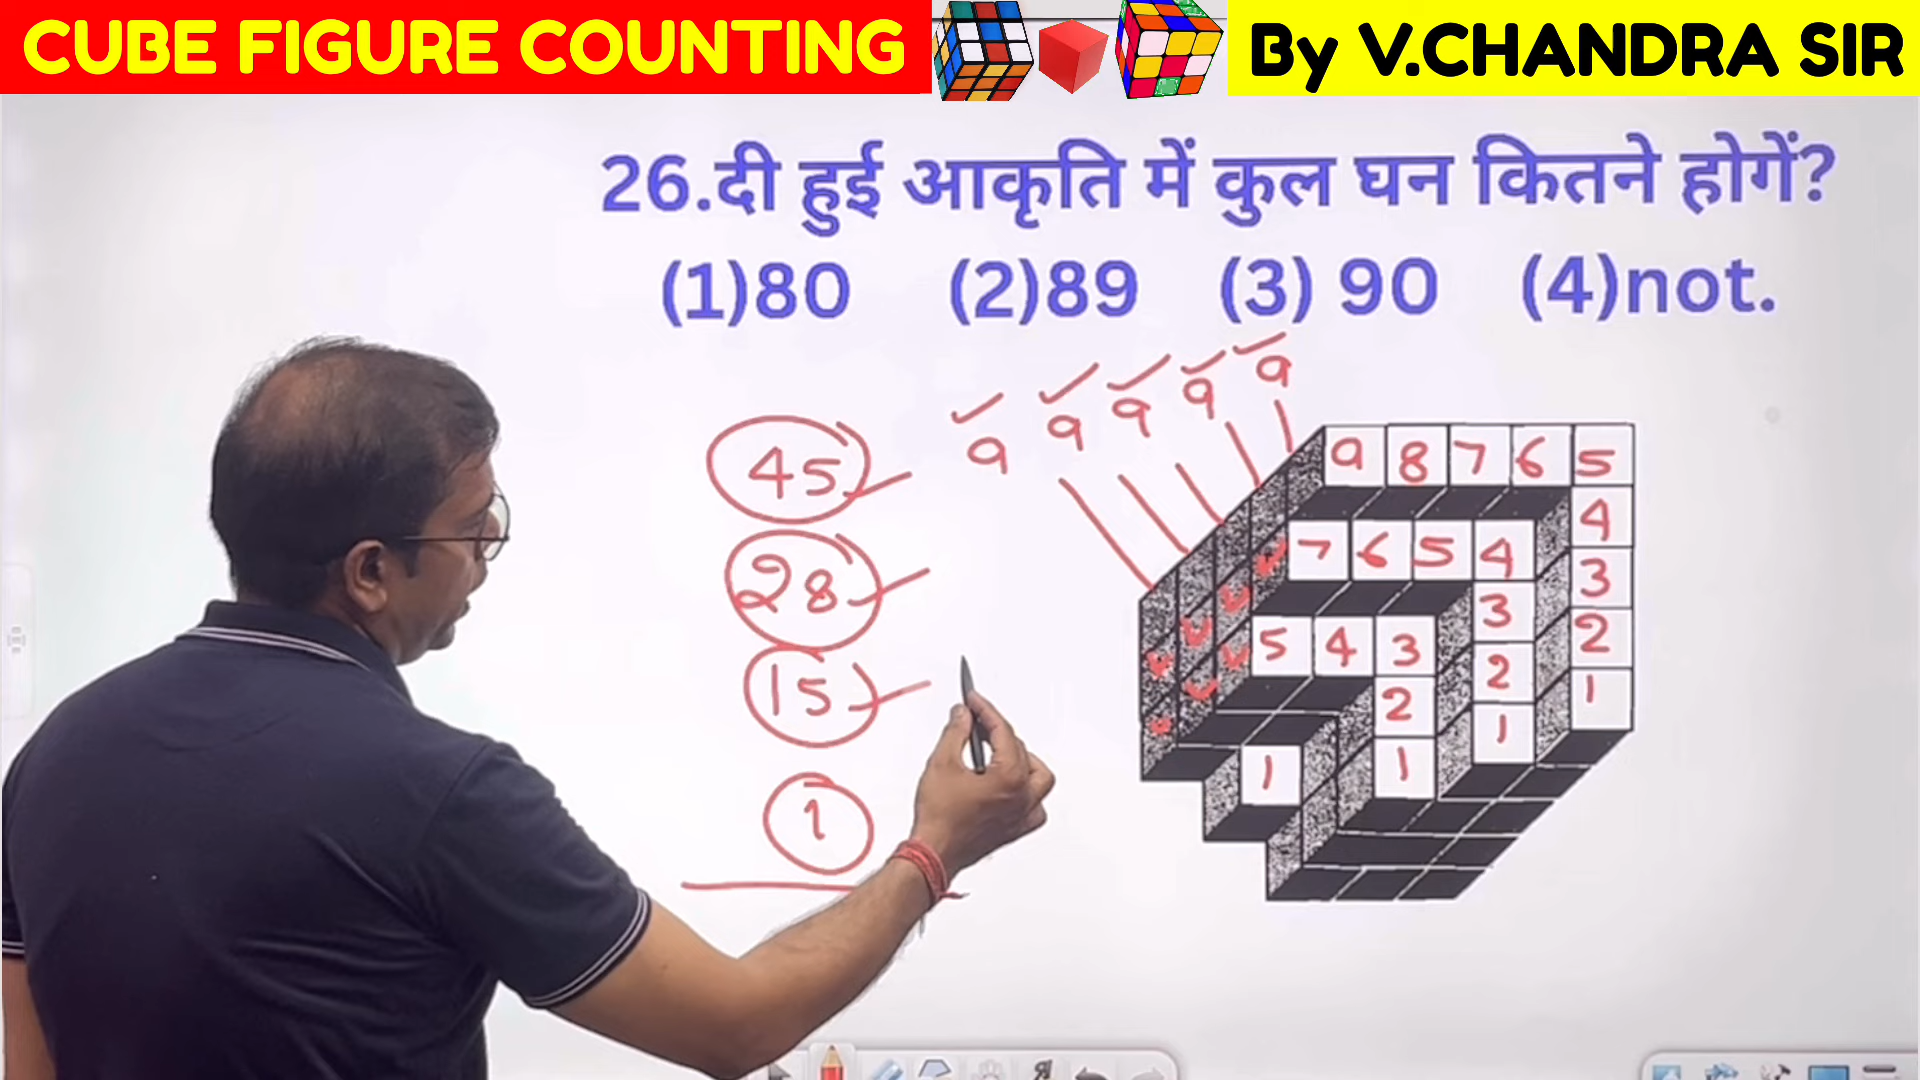 CUBE FIGURE COUNTING
By V.CHANDRA SIR
26.दी हुई आकृति में कुल घन कितने होगें?
(1)80 (2)89 (3) 90 (4)not.
9 9 9 9 9
45
28
15
1
9 8 7 6 5
4
3
2
1
7 6 5 4
3
2
1
5 4 3
2
1
1